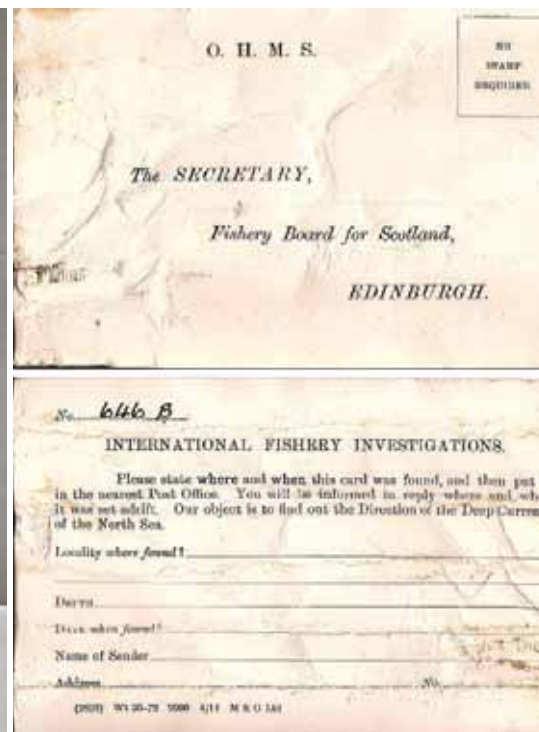 O. H. M. S.
NO
STAMP
REQUIRED
The SECRETARY,
Fishery Board for Scotland,
EDINBURGH.
No. 646 B
INTERNATIONAL FISHERY INVESTIGATIONS.
Please state where and when this card was found, and then put
in the nearest Post Office. You will be informed in reply where and wh
it was set adrift. Our object is to find out the Direction of the Deep Curre
of the North Sea.
Locality where found?
DEPTH
DATE when found?
Name of Sender
Address No.